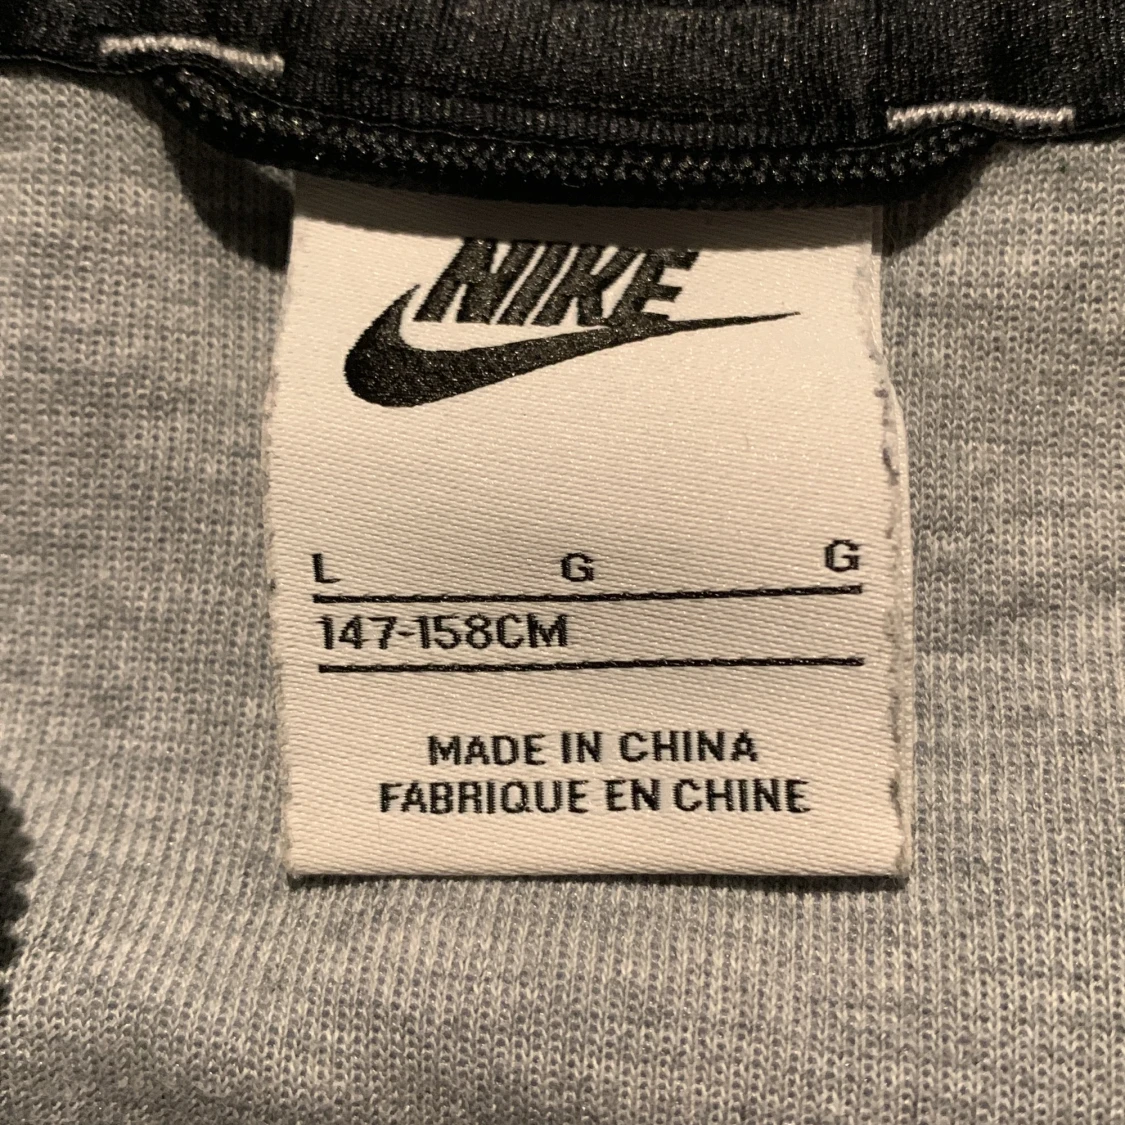 NIKE
L G G
147-158CM
MADE IN CHINA
FABRIQUE EN CHINE